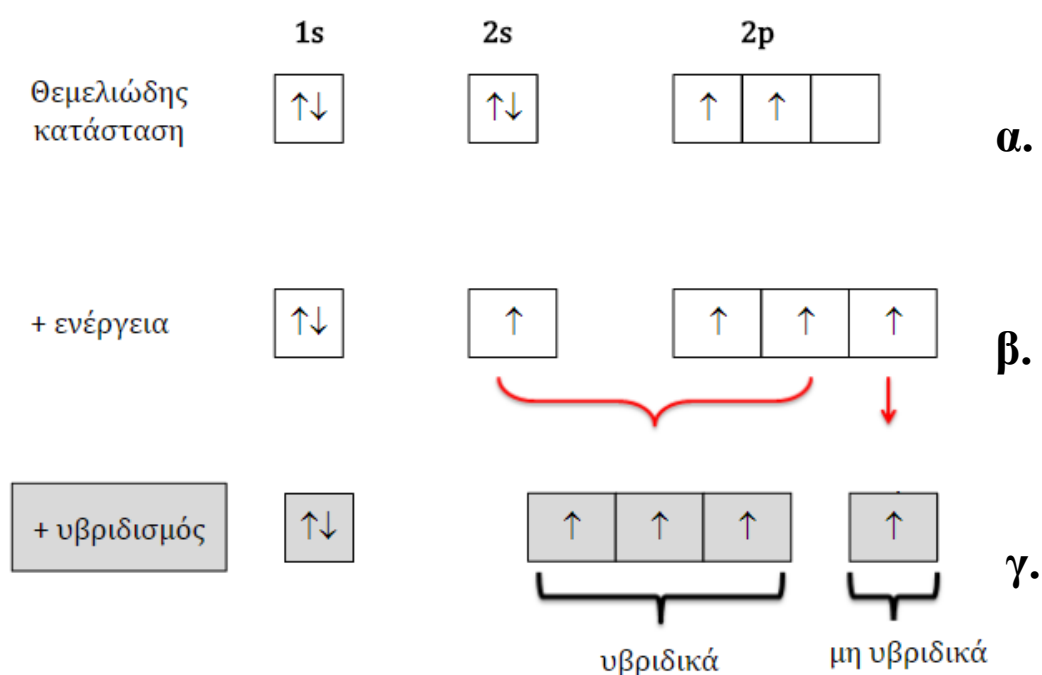 1s 2s 2p
Θεμελιώδης
κατάσταση
↑↓ ↑↓ ↑ ↑
α.
+ ενέργεια ↑↓ ↑ ↑ ↑ ↑
β.
+ υβριδισμός ↑↓ ↑ ↑ ↑ ↑
γ.
υβριδικά μη υβριδικά